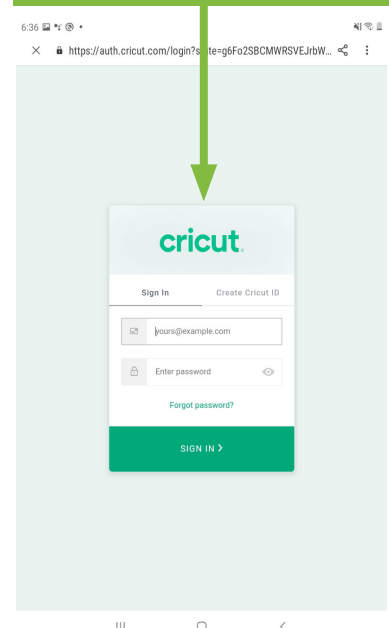 6:36
https://auth.cricut.com/login?s te=g6Fo2SBCMWRSVEJrbW...
cricut.
Sign In
Create Cricut ID
yours@example.com
Enter password
Forgot password?
SIGN IN >